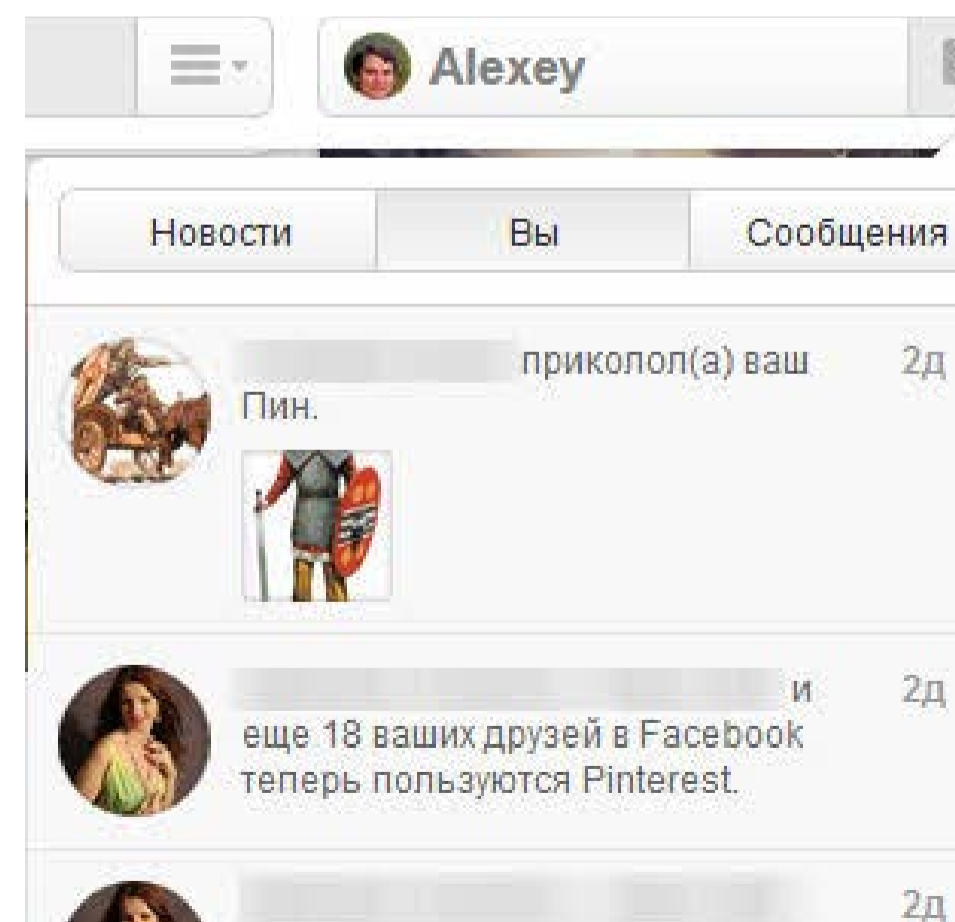 Alexey
Новости Вы Сообщения
приколол(а) ваш 2д
Пин.
и 2д
еще 18 ваших друзей в Facebook
теперь пользуются Pinterest.
2д